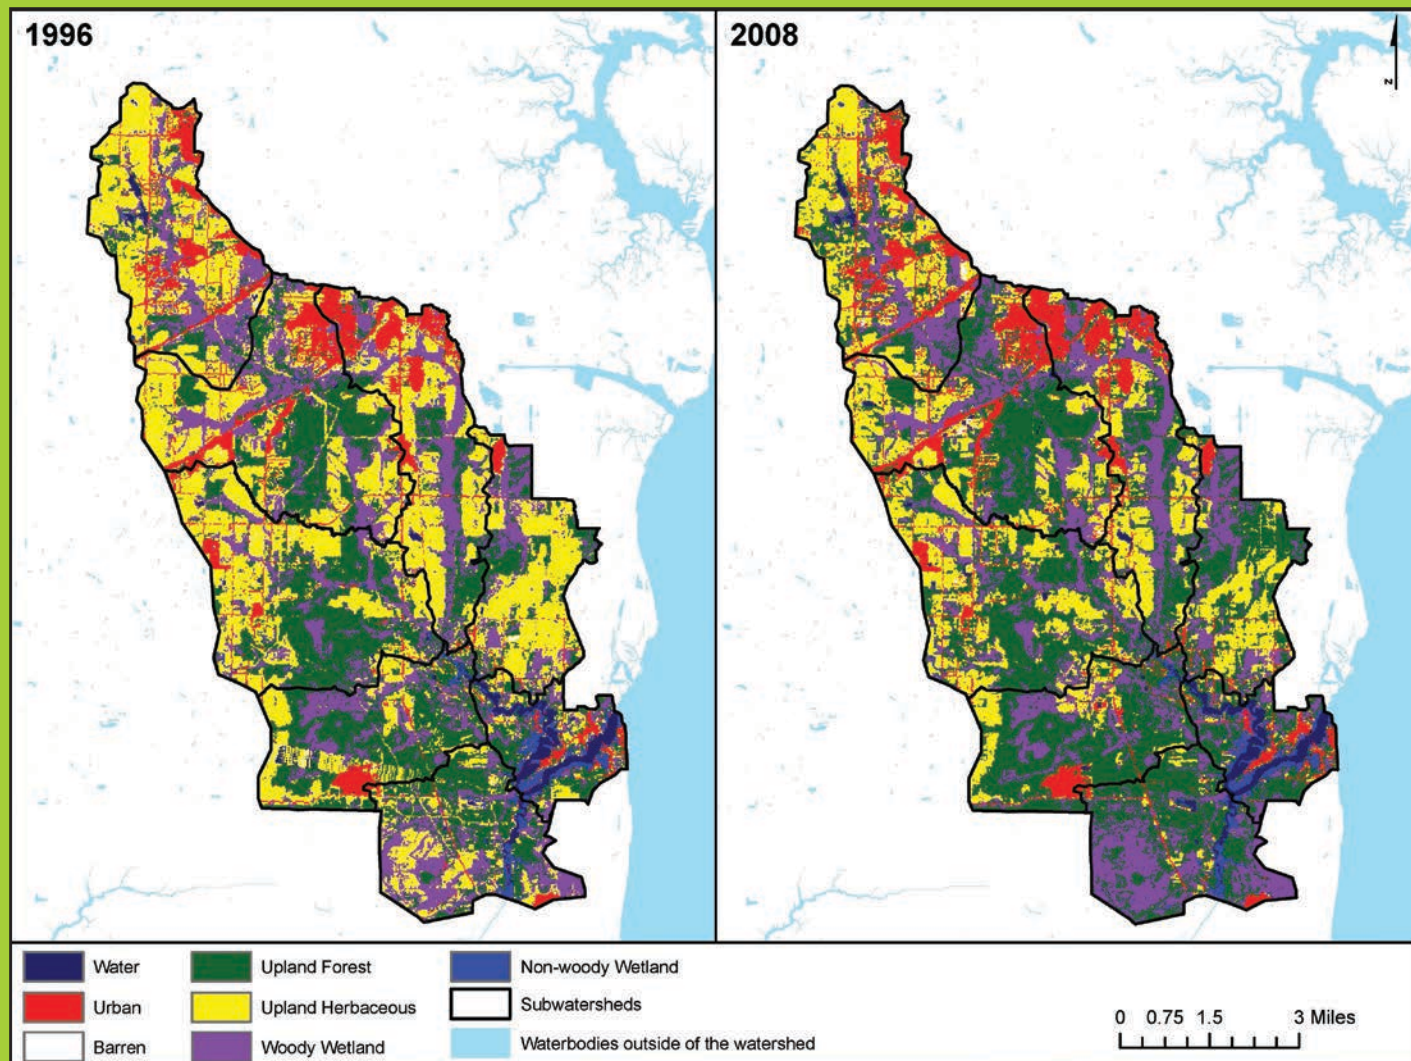 1996
2008
N
Water
Upland Forest
Non-woody Wetland
Urban
Upland Herbaceous
Subwatersheds
Barren
Woody Wetland
Waterbodies outside of the watershed
0 0.75 1.5 3 Miles